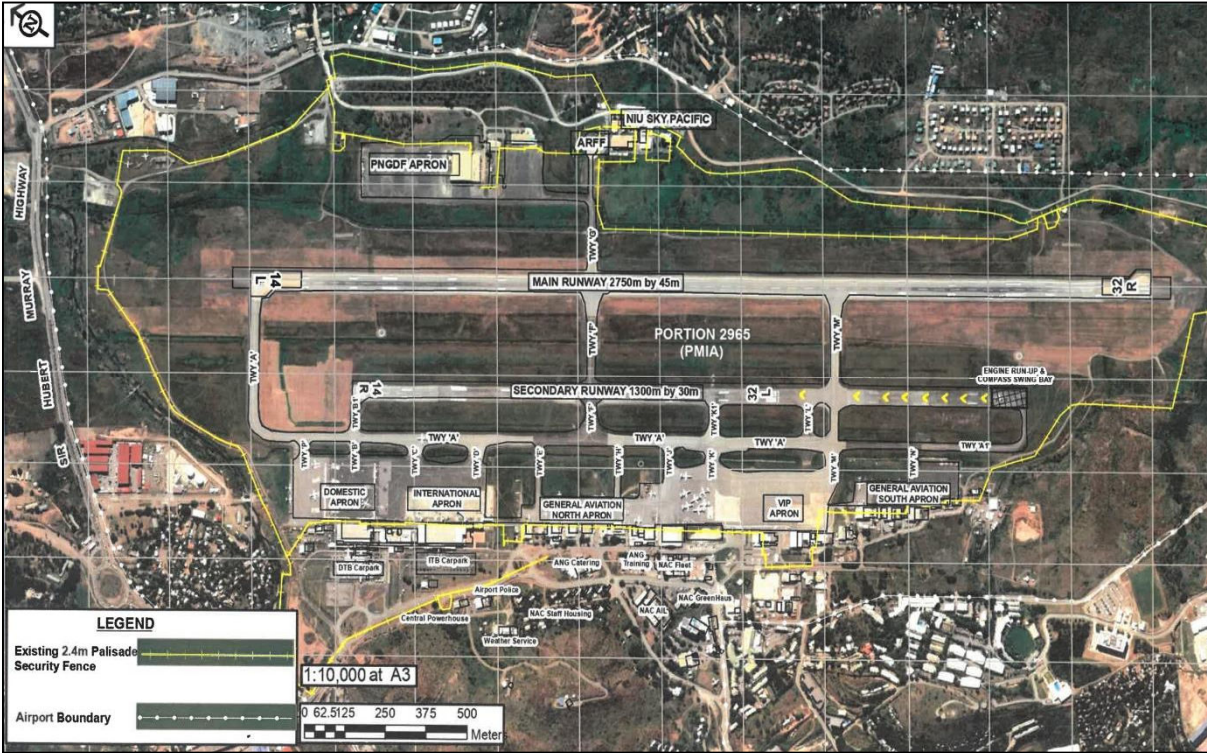 N
NIU SKY PACIFIC
ARFF
PNGDF APRON
HIGHWAY
MURRAY
HUBERT
SIR
TWY 'G'
14
L
MAIN RUNWAY 2750m by 45m
32
R
TWY 'A'
TWY 'F'
PORTION 2965
(PMIA)
TWY 'M'
ENGINE RUN-UP &
COMPASS SWING BAY
14
R
SECONDARY RUNWAY 1300m by 30m
32
L
TWY 'B1'
TWY 'F'
TWY 'K1'
TWY 'L'
TWY 'A'
TWY 'A'
TWY 'A'
TWY 'A1'
TWY 'P'
TWY 'B'
TWY 'C'
TWY 'D'
TWY 'E'
TWY 'H'
TWY 'J'
TWY 'K'
TWY 'M'
TWY 'N'
DOMESTIC
APRON
INTERNATIONAL
APRON
GENERAL AVIATION
NORTH APRON
VIP
APRON
GENERAL AVIATION
SOUTH APRON
DTB Carpark
ITB Carpark
ANG Catering
ANG
Training
NAC Fleet
Airport Police
Central Powerhouse
NAC Staff Housing
NAC AIL
NAC GreenHaus
Weather Service
LEGEND
Existing 2.4m Palisade
Security Fence
Airport Boundary
1:10,000 at A3
0 62.5125 250 375 500
Meter